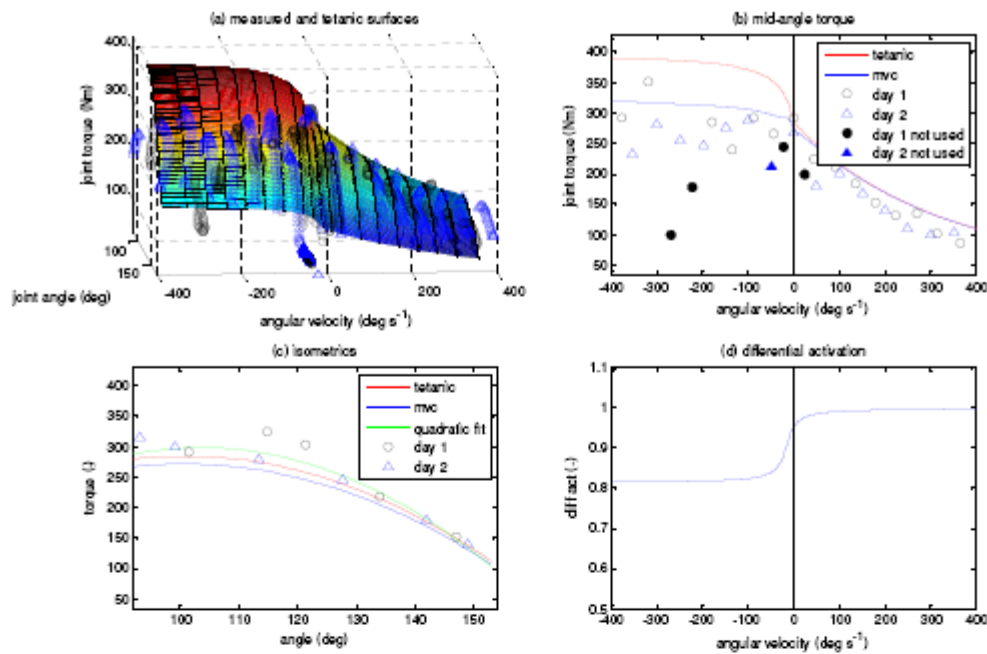 (a) measured and tetanic surfaces
400
300
200
100
joint torque (Nm)
100
150
joint angle (deg)
-400
-200
0
200
400
angular velocity (deg s⁻¹)
(b) mid-angle torque
400
350
300
250
200
150
100
50
joint torque (Nm)
tetanic
mvc
day 1
day 2
day 1 not used
day 2 not used
-400 -300 -200 -100 0 100 200 300 400
angular velocity (deg s⁻¹)
(c) isometrics
400
350
300
250
200
150
100
50
torque (.)
tetanic
mvc
quadratic fit
day 1
day 2
100 110 120 130 140 150
angle (deg)
(d) differential activation
1.1
1
0.9
0.8
0.7
0.6
0.5
diff act (-)
-400 -300 -200 -100 0 100 200 300 400
angular velocity (deg s⁻¹)